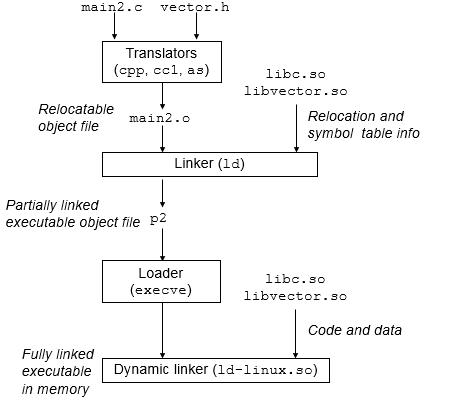 main2.c vector.h
Translators
(cpp, cc1, as)
libc.so
libvector.so
Relocatable
object file
main2.o
Relocation and
symbol table info
Linker (ld)
Partially linked
executable object file
p2
Loader
(execve)
libc.so
libvector.so
Code and data
Fully linked
executable
in memory
Dynamic linker (ld-linux.so)